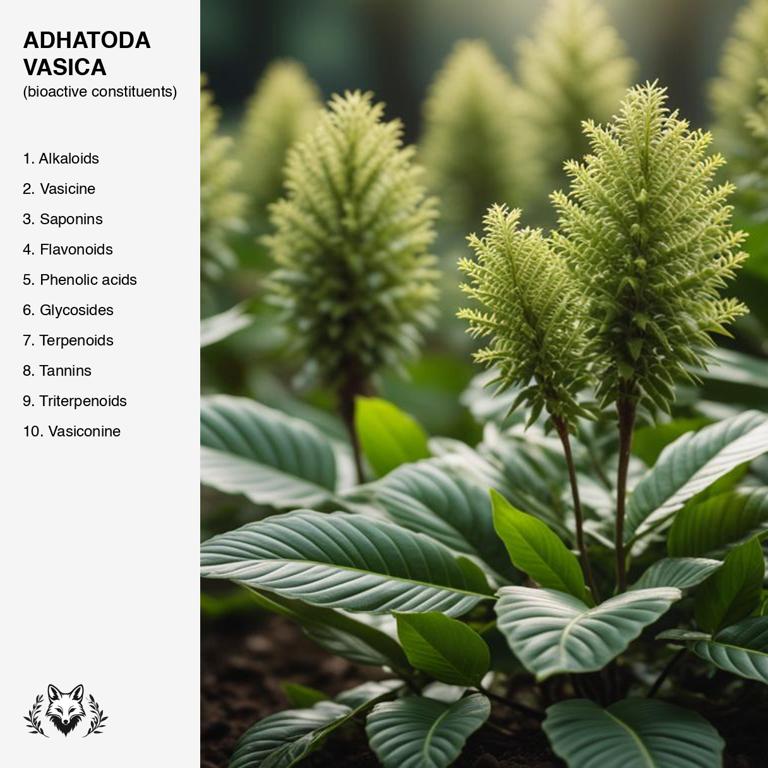 ADHATODA
VASICA
(bioactive constituents)
1. Alkaloids
2. Vasicine
3. Saponins
4. Flavonoids
5. Phenolic acids
6. Glycosides
7. Terpenoids
8. Tannins
9. Triterpenoids
10. Vasiconine